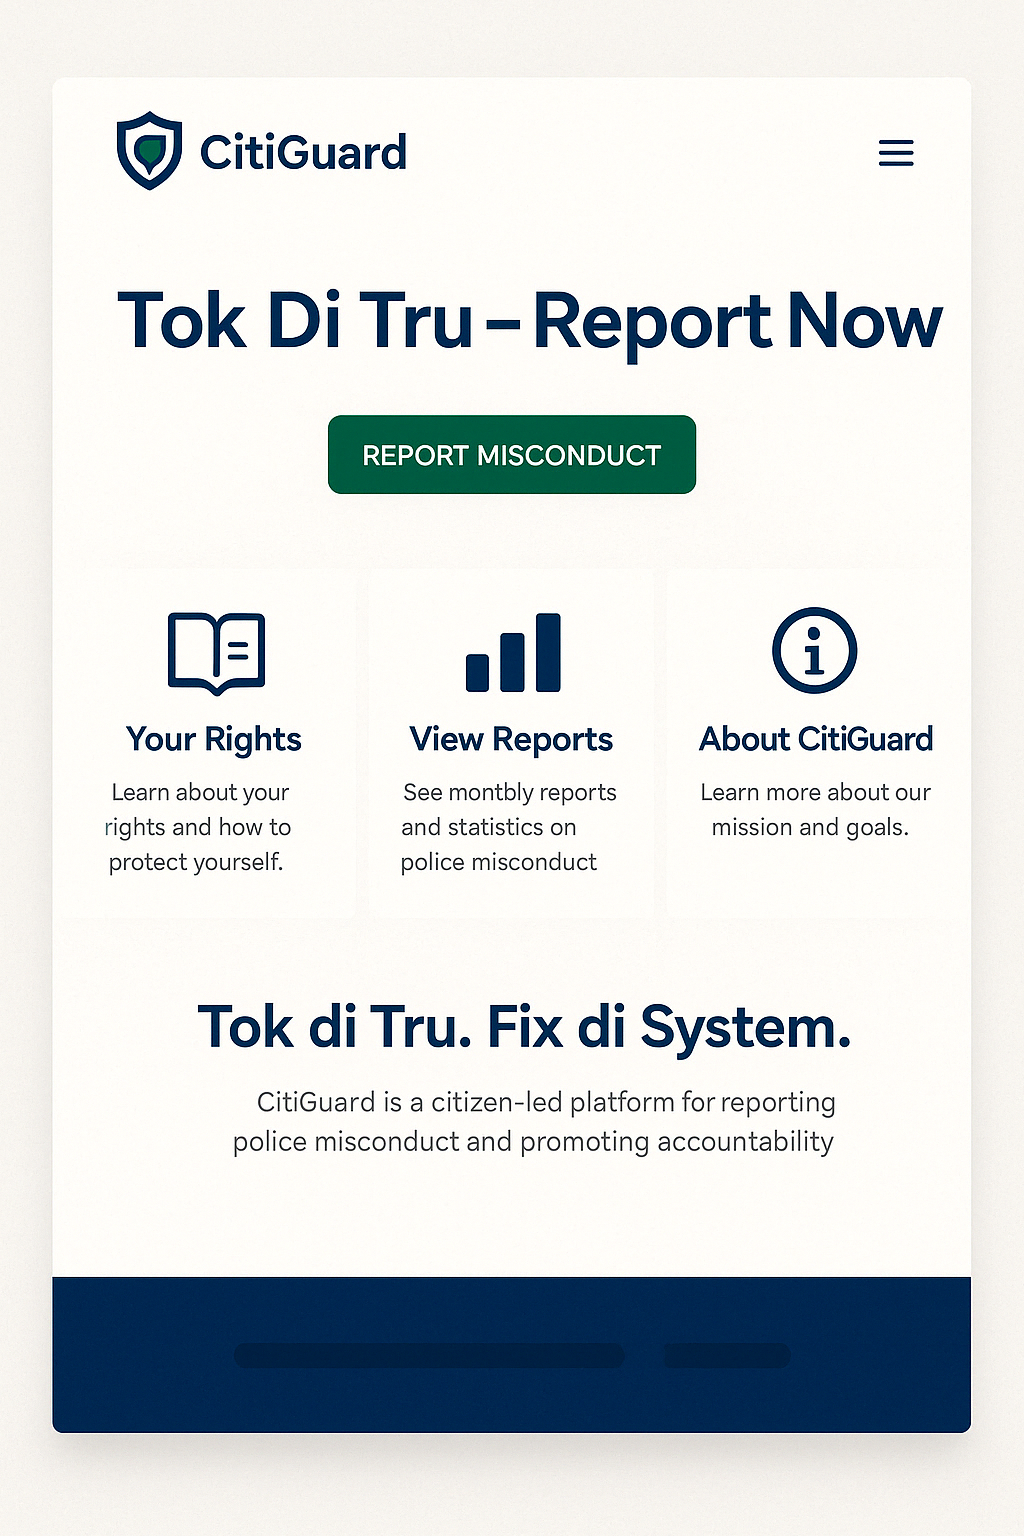 CitiGuard
Tok Di Tru – Report Now
REPORT MISCONDUCT
Your Rights
Learn about your
rights and how to
protect yourself.
View Reports
See montbly reports
and statistics on
police misconduct
About CitiGuard
Learn more about our
mission and goals.
Tok di Tru. Fix di System.
CitiGuard is a citizen-led platform for reporting
police misconduct and promoting accountability